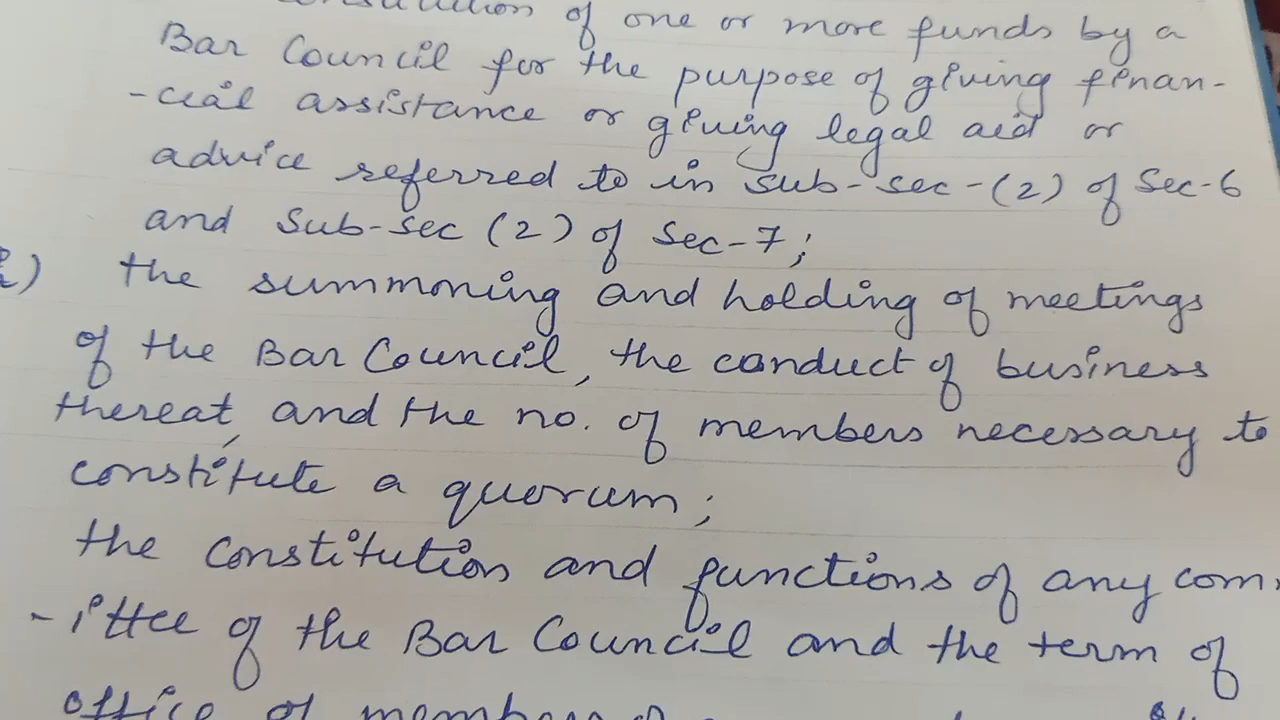 of one or more funds by a
Bar Council for the purpose of giving finan-
-cial assistance or giving legal aid or
advice referred to in sub-sec-(2) of Sec-6
and Sub-sec (2) of Sec-7;
the summoning and holding of meetings
of the Bar Council, the conduct of business
thereat, and the no. of members necessary to
constitute a quorum;
the constitution and functions of any com
-ittee of the Bar Council and the term of
office of members